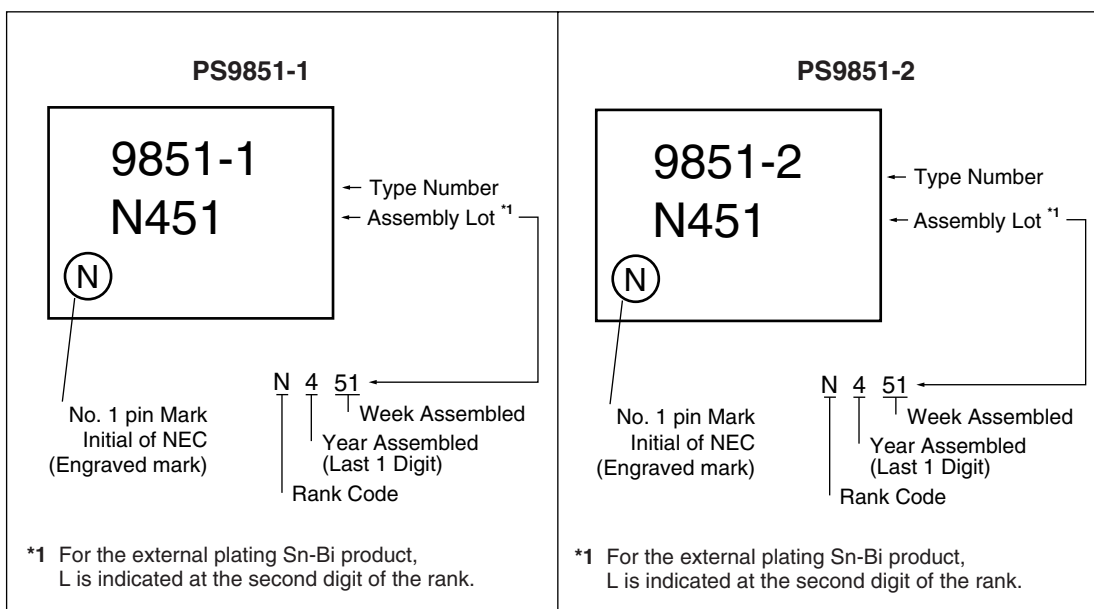 PS9851-1
9851-1
N451
N
← Type Number
← Assembly Lot *1
N 4 51
Week Assembled
Year Assembled
(Last 1 Digit)
Rank Code
No. 1 pin Mark
Initial of NEC
(Engraved mark)
*1 For the external plating Sn-Bi product,
L is indicated at the second digit of the rank.
PS9851-2
9851-2
N451
N
← Type Number
← Assembly Lot *1
N 4 51
Week Assembled
Year Assembled
(Last 1 Digit)
Rank Code
No. 1 pin Mark
Initial of NEC
(Engraved mark)
*1 For the external plating Sn-Bi product,
L is indicated at the second digit of the rank.